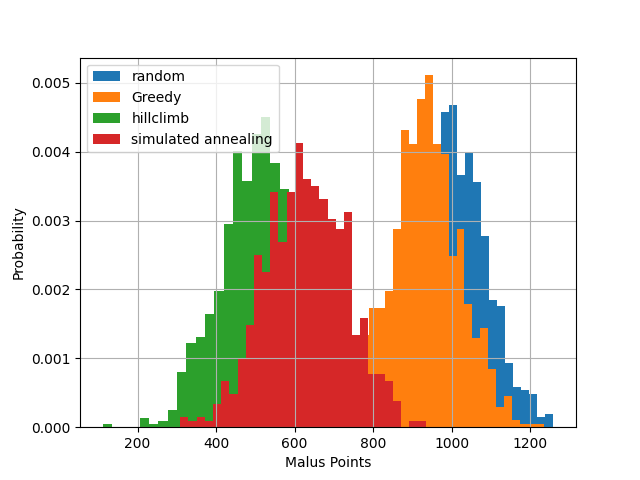 random
Greedy
hillclimb
simulated annealing
0.005
0.004
0.003
0.002
0.001
0.000
Probability
200 400 600 800 1000 1200
Malus Points